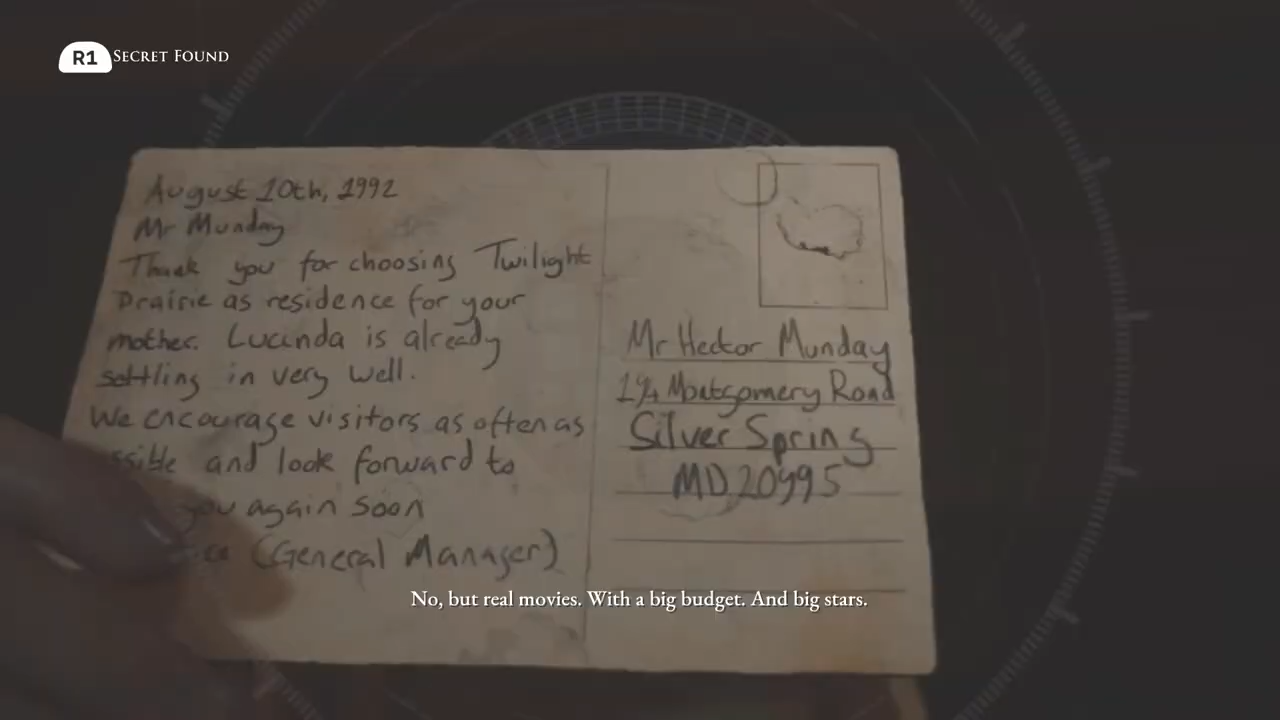 R1 SECRET FOUND
August 10th, 1992
Mr Munday
Thank you for choosing Twilight
Prairie as residence for your
mother. Lucinda is already
settling in very well.
We encourage visitors as often as
ssible and look forward to
you again soon
(General Manager)
Mr Hector Munday
Montgomery Road
Silver Spring
MD 20995
No, but real movies. With a big budget. And big stars.